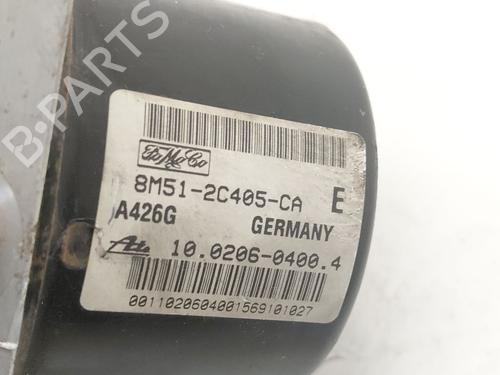 B-PARTS
FoMoCo
8M51-2C405-CA E
A426G GERMANY
Ate 10.0206-0400.4
00110206040015691010​27